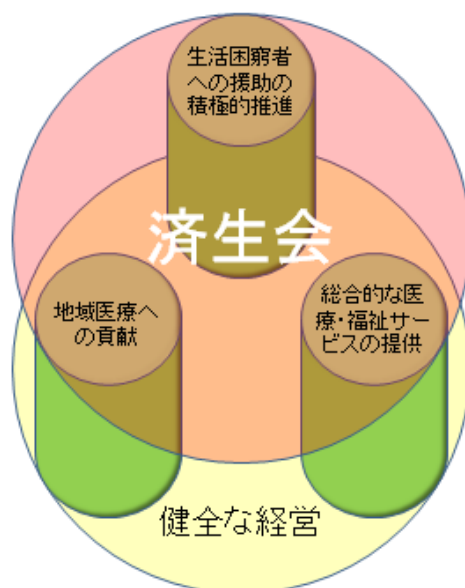 生活困窮者
への援助の
積極的推進
済生会
地域医療へ
の貢献
総合的な医
療・福祉サー
ビスの提供
健全な経営